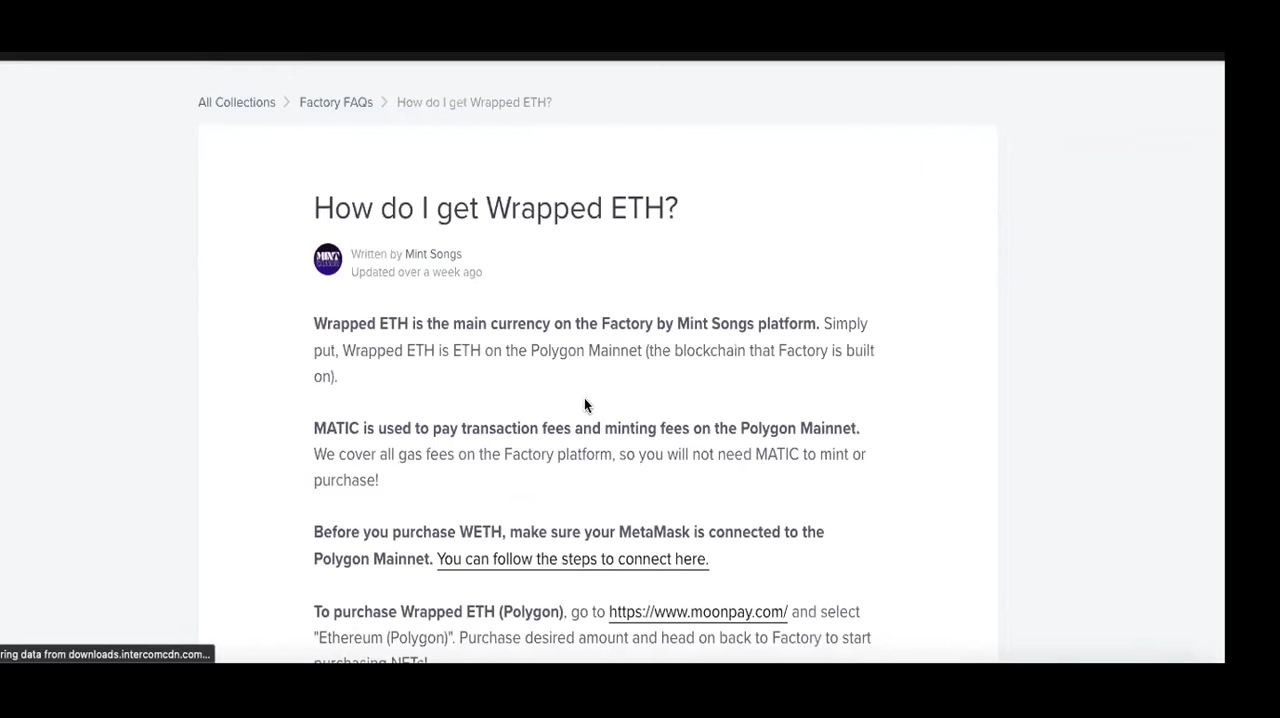 All Collections > Factory FAQs > How do I get Wrapped ETH?
How do I get Wrapped ETH?
MINT
Written by Mint Songs
Updated over a week ago
Wrapped ETH is the main currency on the Factory by Mint Songs platform. Simply
put, Wrapped ETH is ETH on the Polygon Mainnet (the blockchain that Factory is built
on).
MATIC is used to pay transaction fees and minting fees on the Polygon Mainnet.
We cover all gas fees on the Factory platform, so you will not need MATIC to mint or
purchase!
Before you purchase WETH, make sure your MetaMask is connected to the
Polygon Mainnet. You can follow the steps to connect here.
To purchase Wrapped ETH (Polygon), go to https://www.moonpay.com/ and select
"Ethereum (Polygon)". Purchase desired amount and head on back to Factory to start
purchasing NFTs!
ring data from downloads.intercomcdn.com...